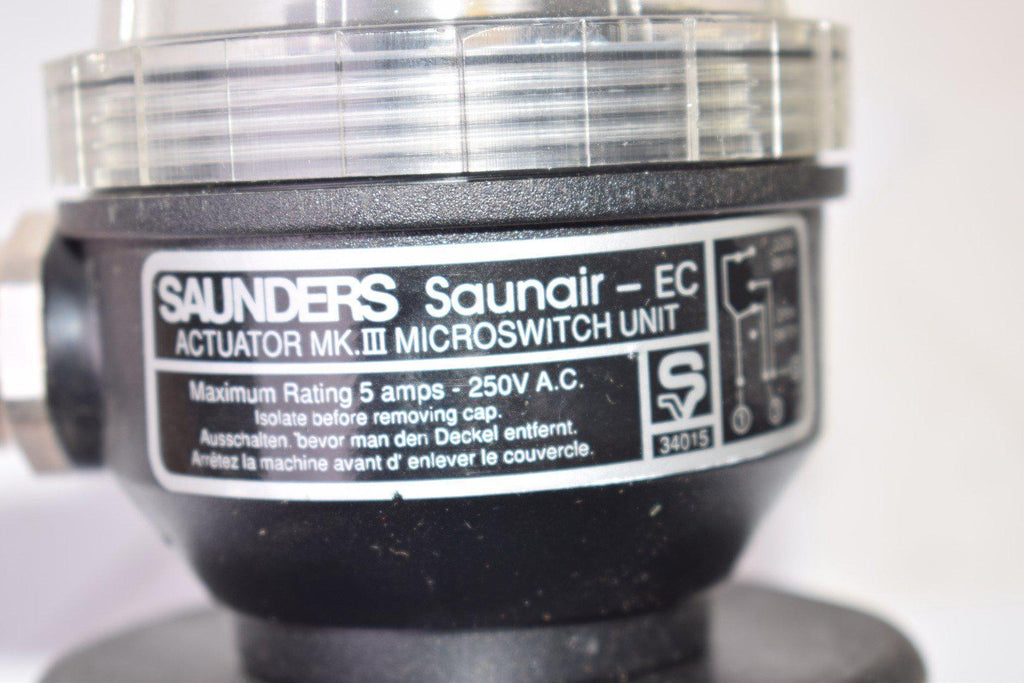 SAUNDERS Saunair – EC
ACTUATOR MK.III MICROSWITCH UNIT
Maximum Rating 5 amps - 250V A.C.
Isolate before removing cap.
Ausschalten, bevor man den Deckel entfernt.
Arrêtez la machine avant d' enlever le couvercle.
S
34015
1